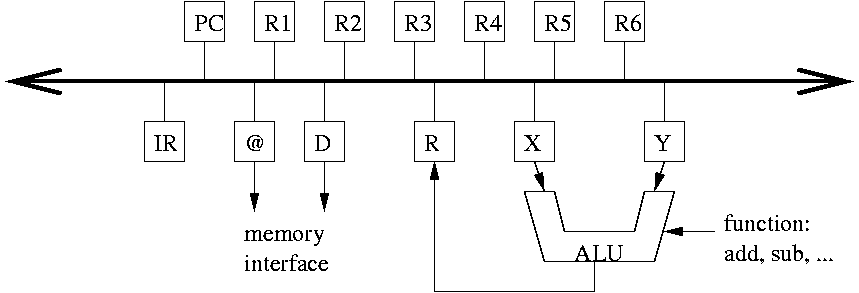 PC R1 R2 R3 R4 R5 R6
IR @ D R X Y
memory
interface
ALU
function:
add, sub, ...